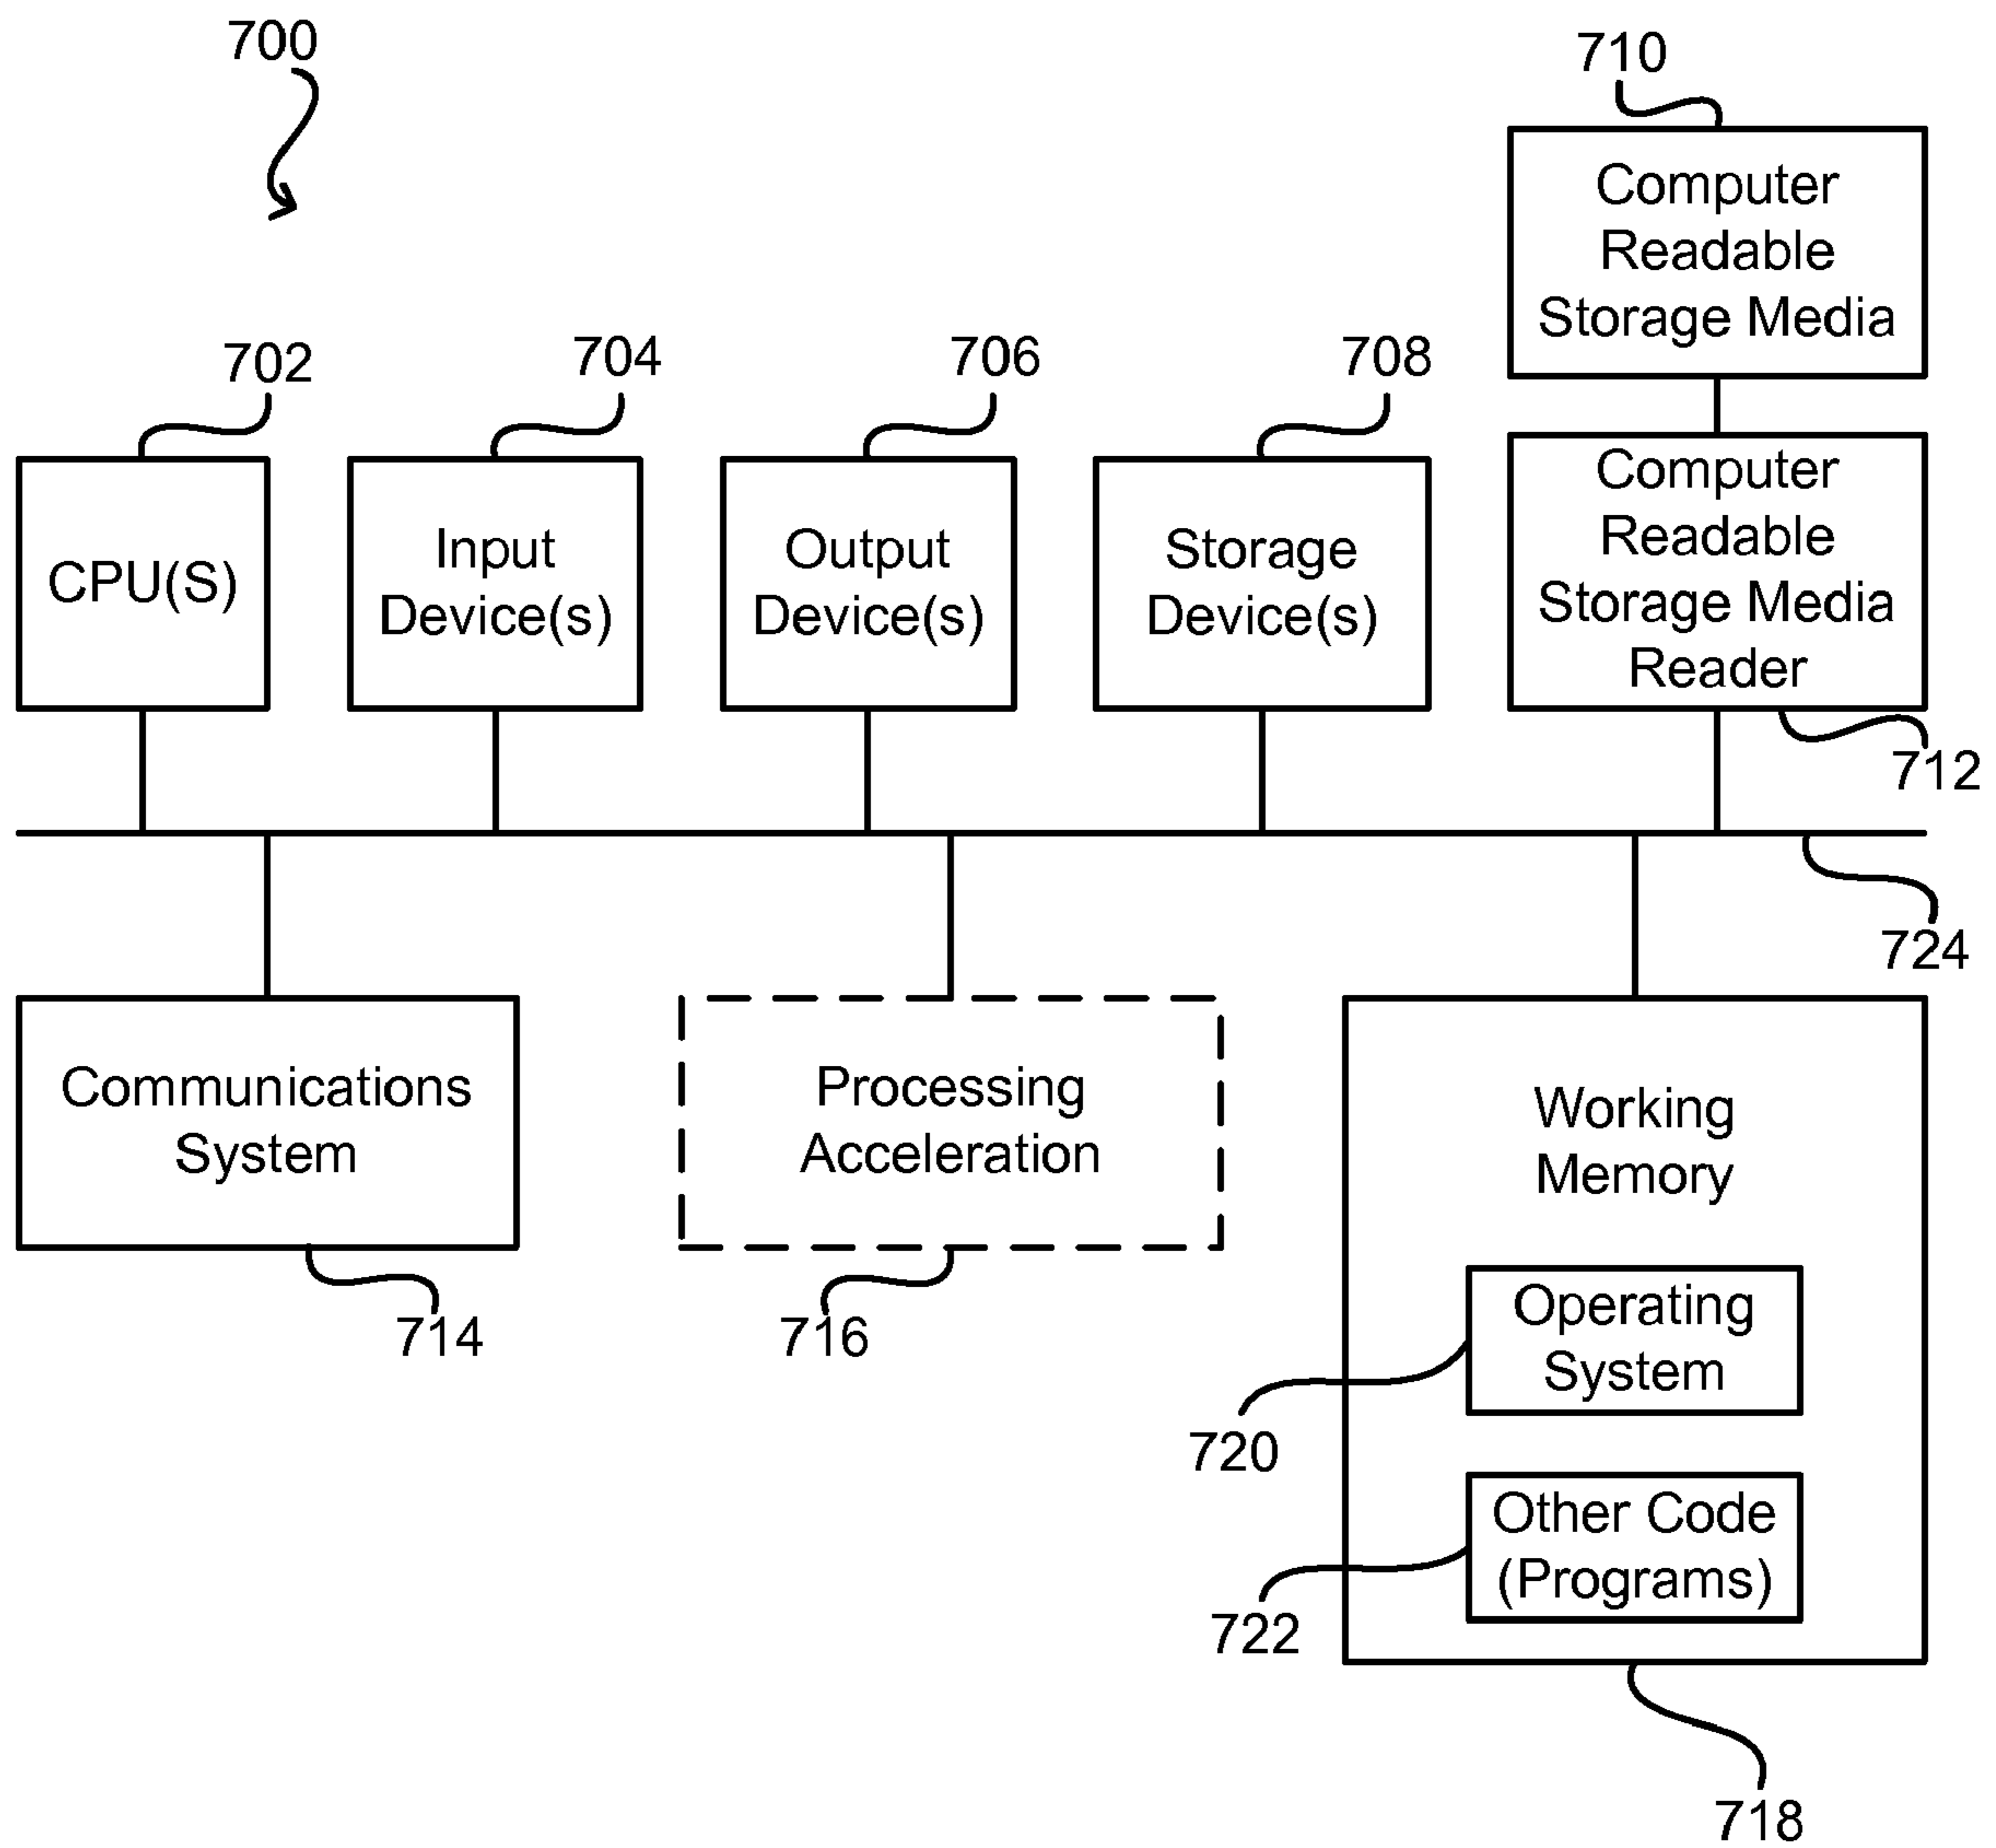 700
710
Computer
Readable
Storage Media
702
704
706
708
CPU(S)
Input
Device(s)
Output
Device(s)
Storage
Device(s)
Computer
Readable
Storage Media
Reader
712
724
Communications
System
714
Processing
Acceleration
716
Working
Memory
Operating
System
720
Other Code
(Programs)
722
718